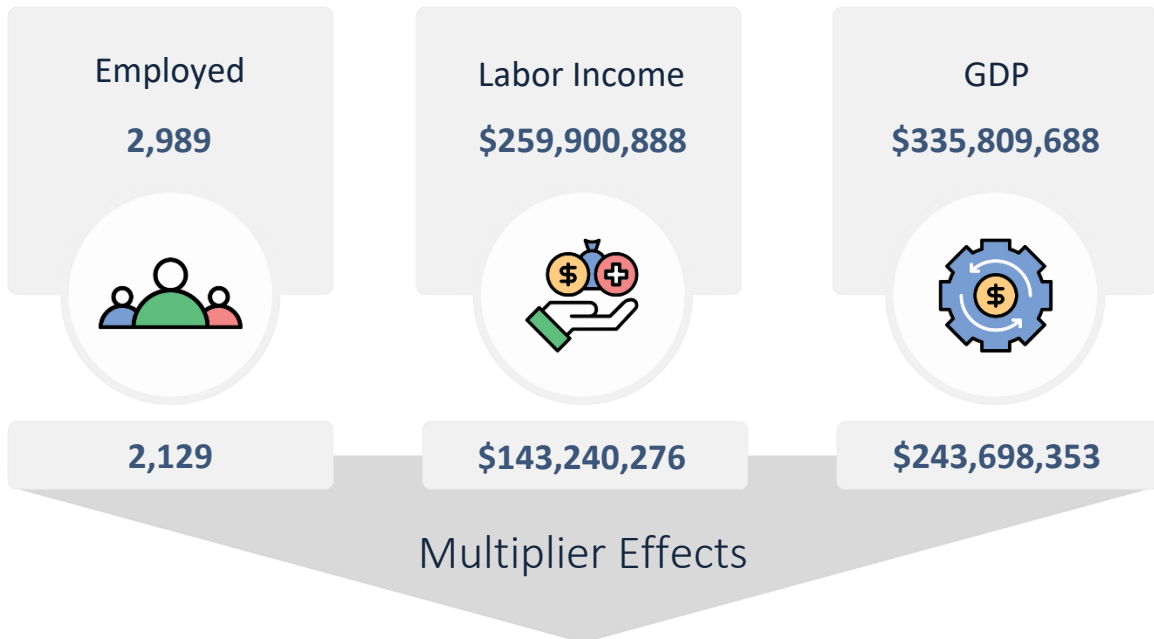 Employed
2,989
Labor Income
$259,900,888
GDP
$335,809,688
2,129
$143,240,276
$243,698,353
Multiplier Effects